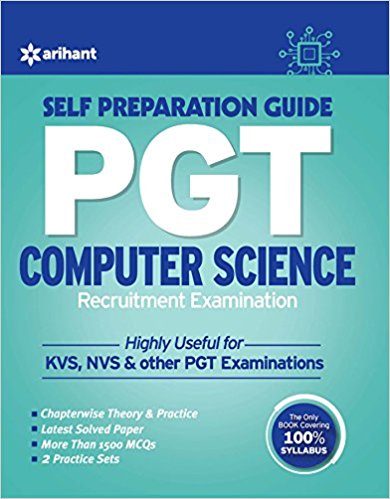 arihant
SELF PREPARATION GUIDE
PGT
COMPUTER SCIENCE
Recruitment Examination
Highly Useful for
KVS, NVS & other PGT Examinations
• Chapterwise Theory & Practice
• Latest Solved Paper
• More Than 1500 MCQs
• 2 Practice Sets
The Only
BOOK Covering
100%
SYLLABUS